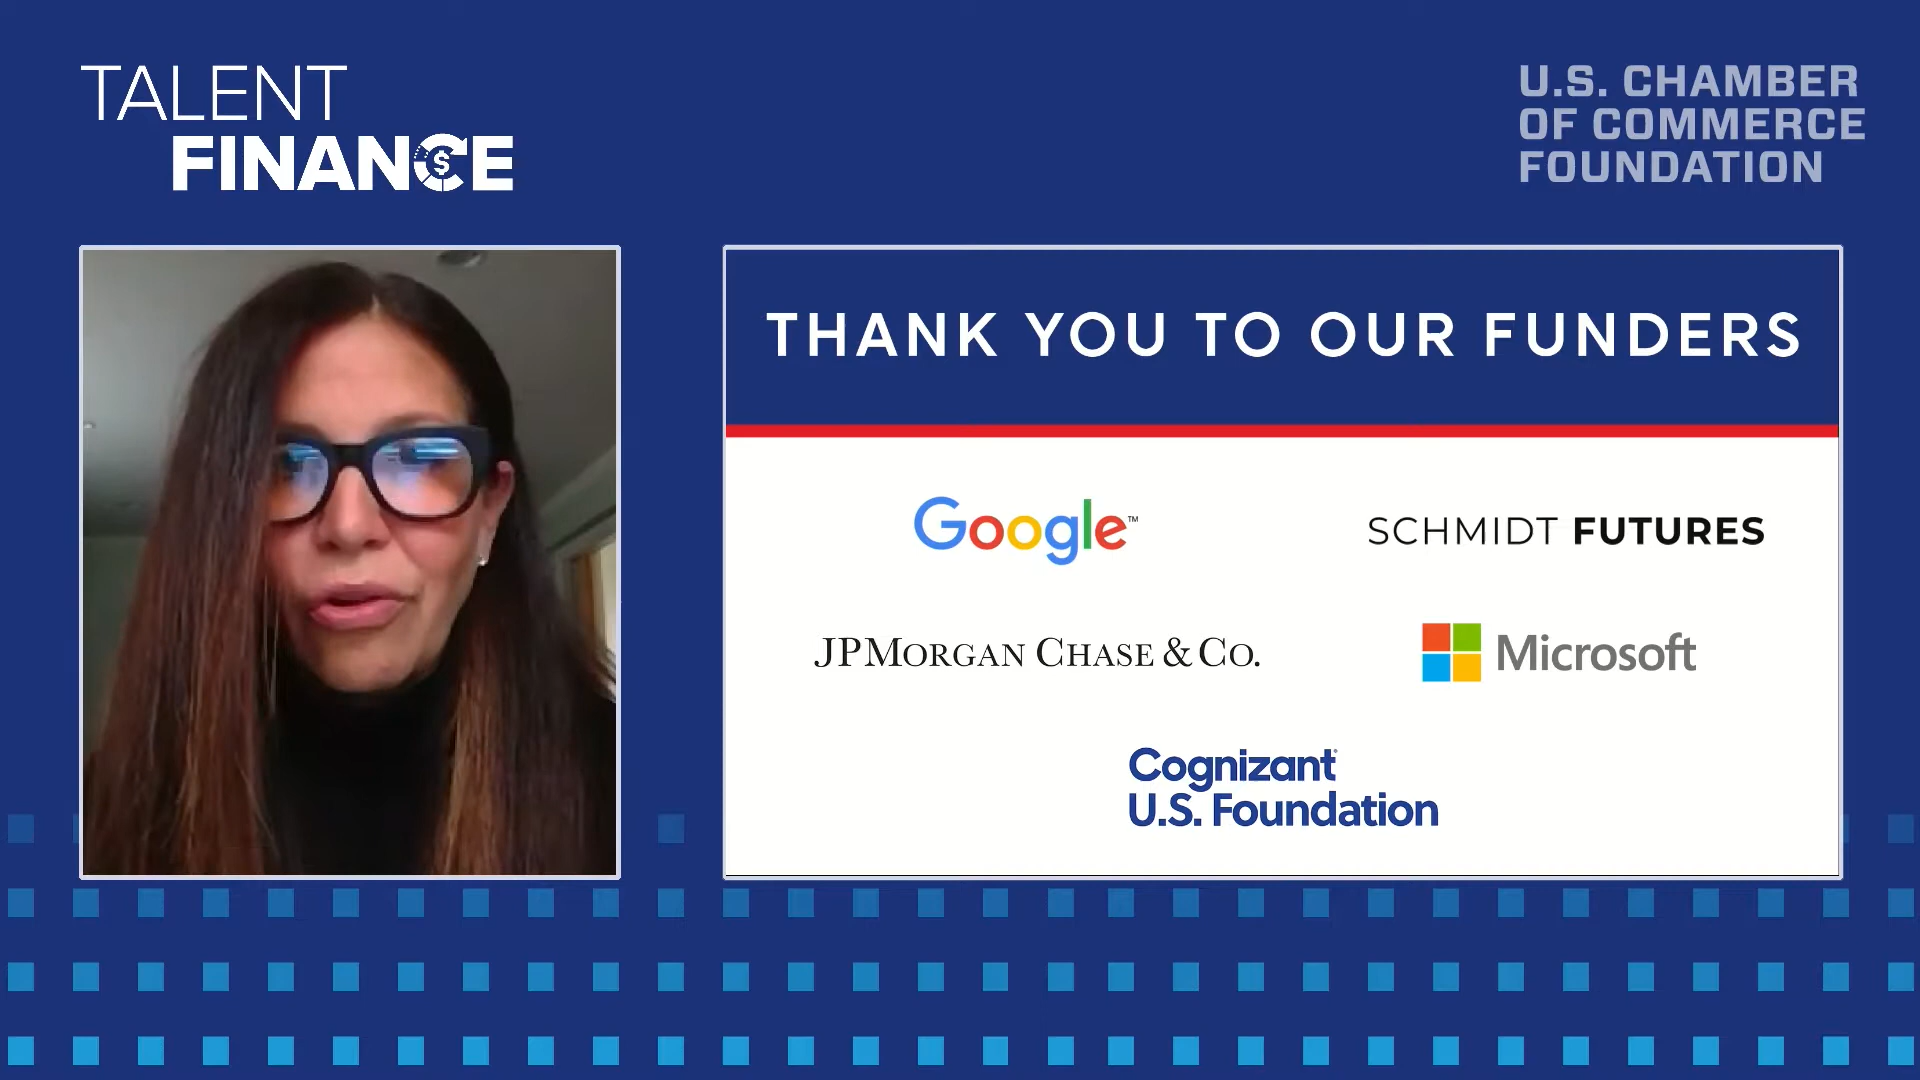 TALENT
FINANCE
U.S. CHAMBER
OF COMMERCE
FOUNDATION
THANK YOU TO OUR FUNDERS
Google™
SCHMIDT FUTURES
JPMORGAN CHASE & CO.
Microsoft
Cognizant
U.S. Foundation